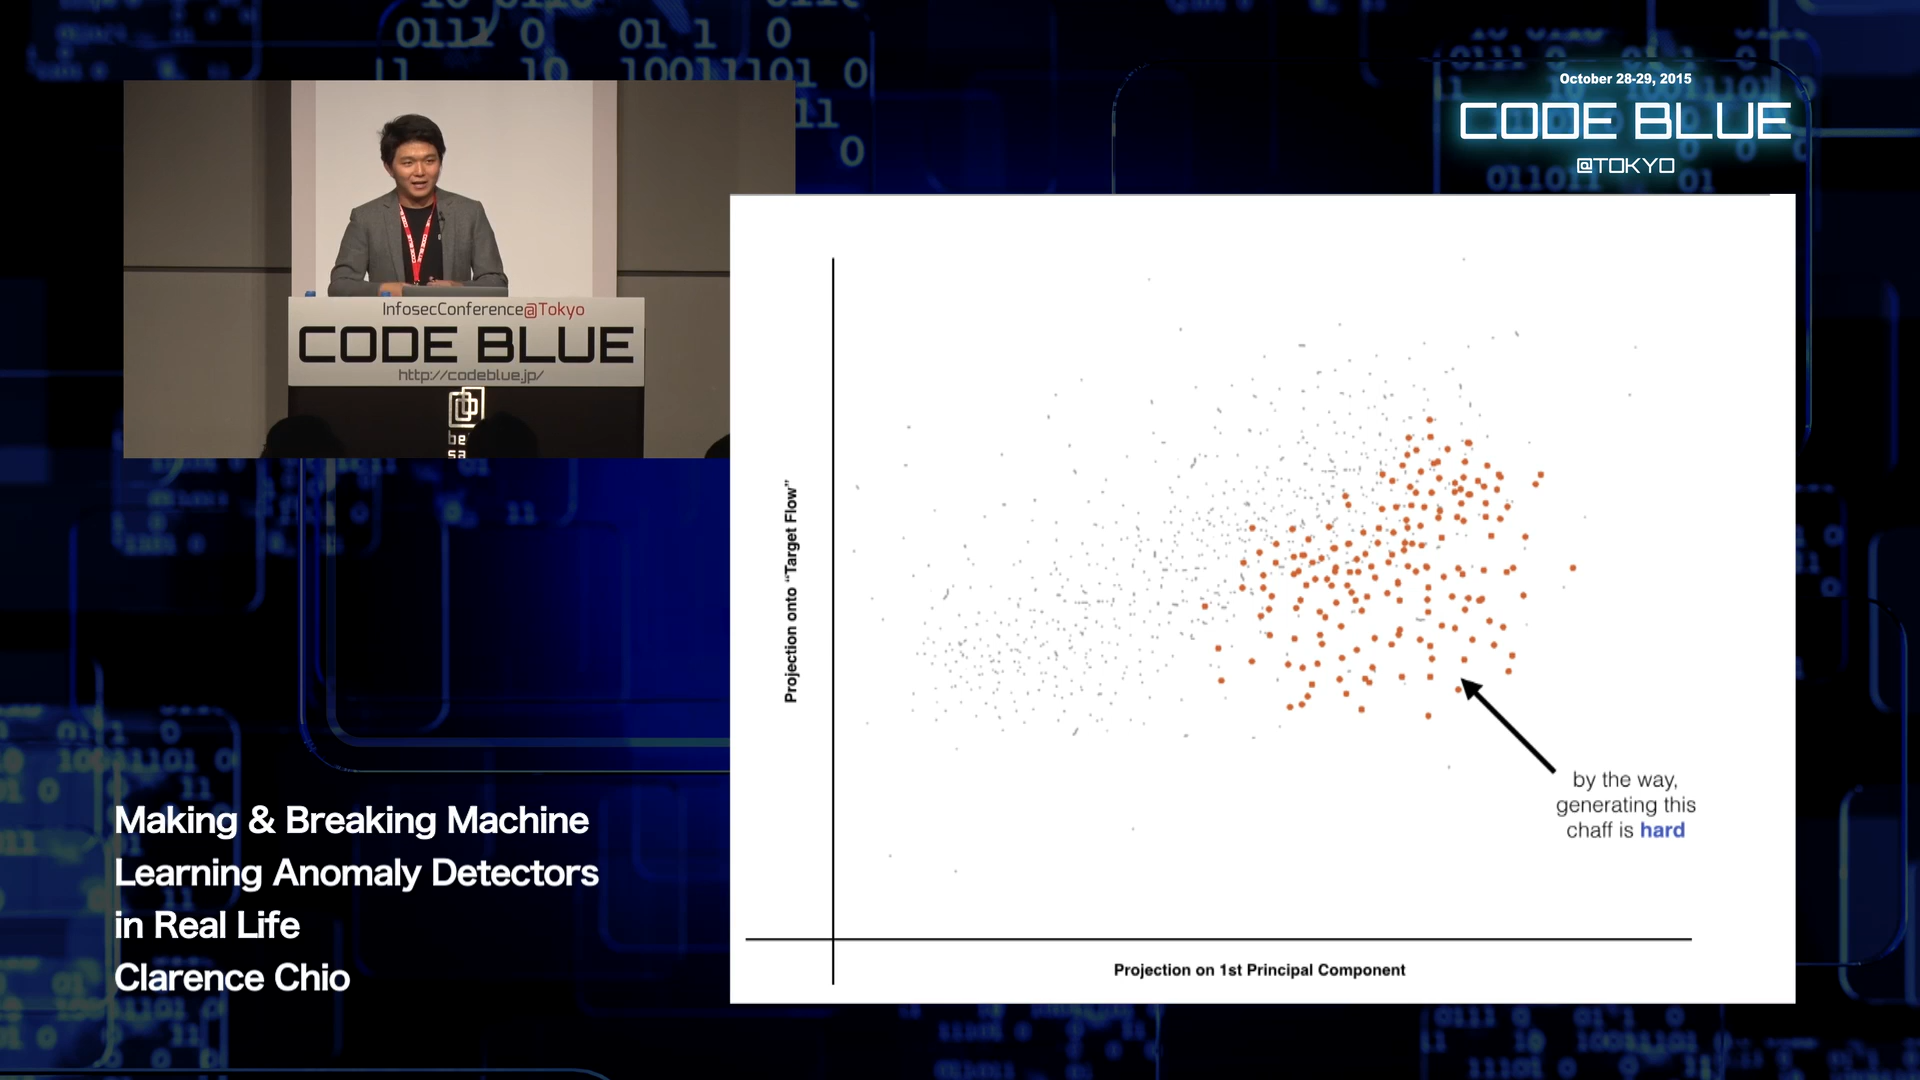 October 28-29, 2015
CODE BLUE
@TOKYO
InfosecConference@Tokyo
CODE BLUE
http://codeblue.jp/
be
sa
Projection onto “Target Flow”
by the way,
generating this
chaff is hard
Projection on 1st Principal Component
Making & Breaking Machine
Learning Anomaly Detectors
in Real Life
Clarence Chio